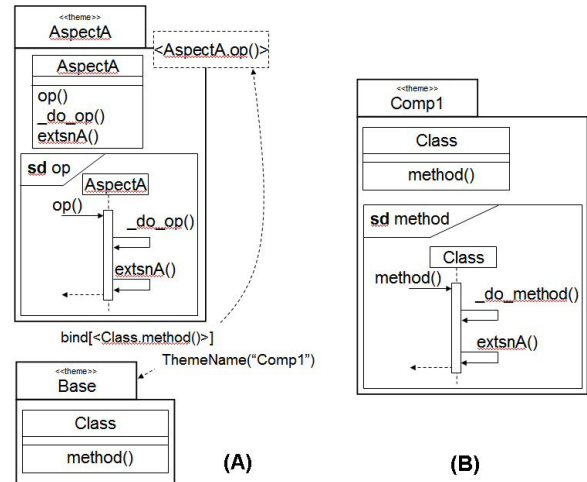 <<theme>>
AspectA
<AspectA.op()>
AspectA
op()
_do_op()
extsnA()
sd op
AspectA
op()
_do_op()
extsnA()
bind[<Class.method()>]
ThemeName("Comp1")
<<theme>>
Base
Class
method()
(A)
<<theme>>
Comp1
Class
method()
sd method
Class
method()
_do_method()
extsnA()
(B)